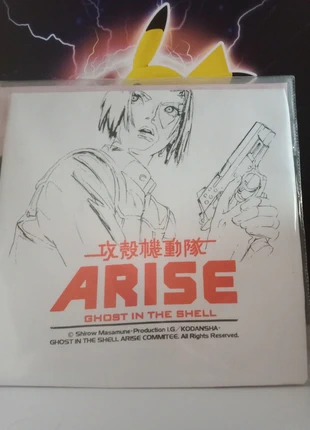 攻殻機動隊
ARISE
GHOST IN THE SHELL
© Shirow Masamune・Production I.G／KODANSHA・
GHOST IN THE SHELL ARISE COMMITEE. All Rights Reserved.